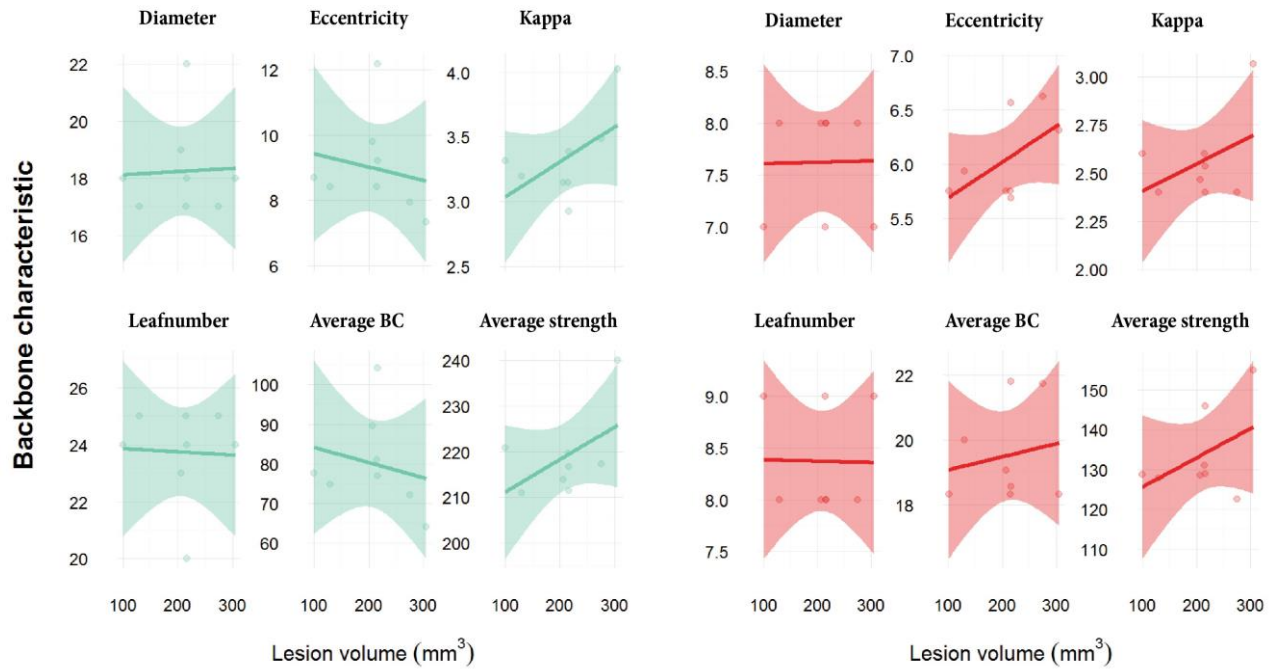 Diameter Eccentricity Kappa Diameter Eccentricity Kappa
22 12 4.0 8.5 7.0 3.00
20 10 3.5 8.0 6.5 2.75
18 8 3.0 7.5 6.0 2.50
16 6 2.5 7.0 5.5 2.25
2.00
Backbone characteristic
Leafnumber Average BC Average strength Leafnumber Average BC Average strength
26 100 240 9.0 22 150
24 90 230 8.5 20 140
22 80 220 8.0 18 130
20 70 210 7.5 120
60 200 110
100 200 300 100 200 300 100 200 300 100 200 300 100 200 300 100 200 300
Lesion volume (mm³) Lesion volume (mm³)